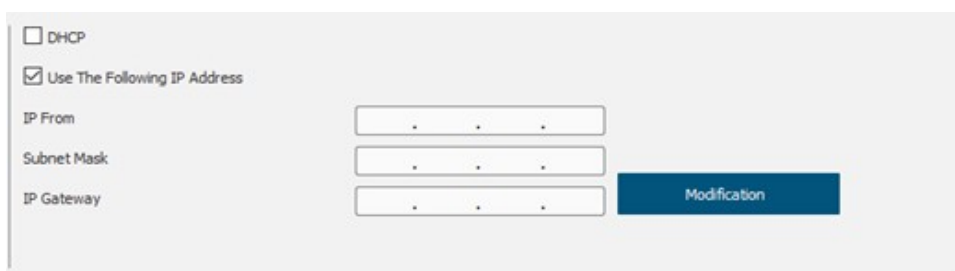 DHCP
Use The Following IP Address
IP From . . .
Subnet Mask . . .
IP Gateway . . . Modification